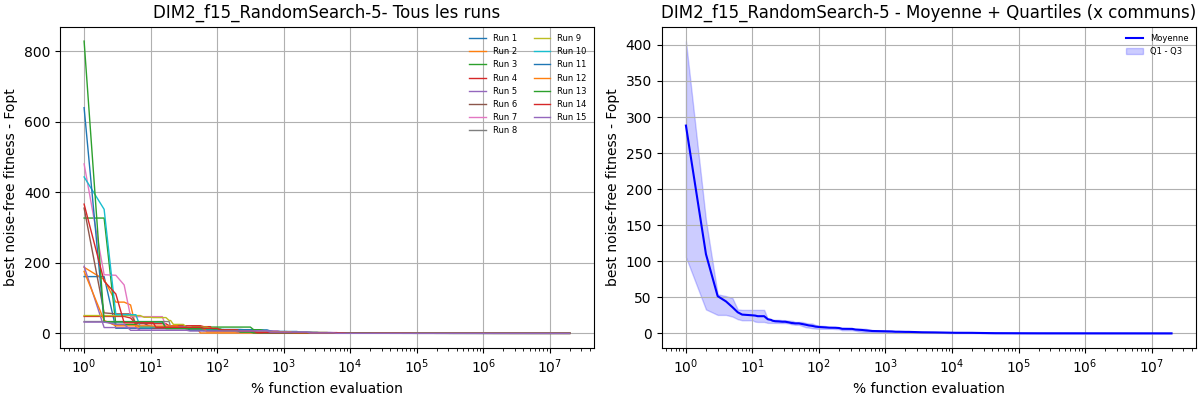 DIM2_f15_RandomSearch-5- Tous les runs
best noise-free fitness - Fopt
800
600
400
200
0
Run 1
Run 2
Run 3
Run 4
Run 5
Run 6
Run 7
Run 8
Run 9
Run 10
Run 11
Run 12
Run 13
Run 14
Run 15
10^0
10^1
10^2
10^3
10^4
10^5
10^6
10^7
% function evaluation
DIM2_f15_RandomSearch-5 - Moyenne + Quartiles (x communs)
best noise-free fitness - Fopt
400
350
300
250
200
150
100
50
0
Moyenne
Q1 - Q3
10^0
10^1
10^2
10^3
10^4
10^5
10^6
10^7
% function evaluation